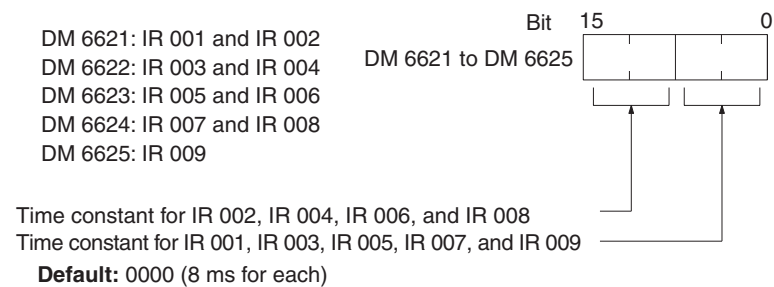 Bit 15 0
DM 6621 to DM 6625
DM 6621: IR 001 and IR 002
DM 6622: IR 003 and IR 004
DM 6623: IR 005 and IR 006
DM 6624: IR 007 and IR 008
DM 6625: IR 009
Time constant for IR 002, IR 004, IR 006, and IR 008
Time constant for IR 001, IR 003, IR 005, IR 007, and IR 009
Default: 0000 (8 ms for each)